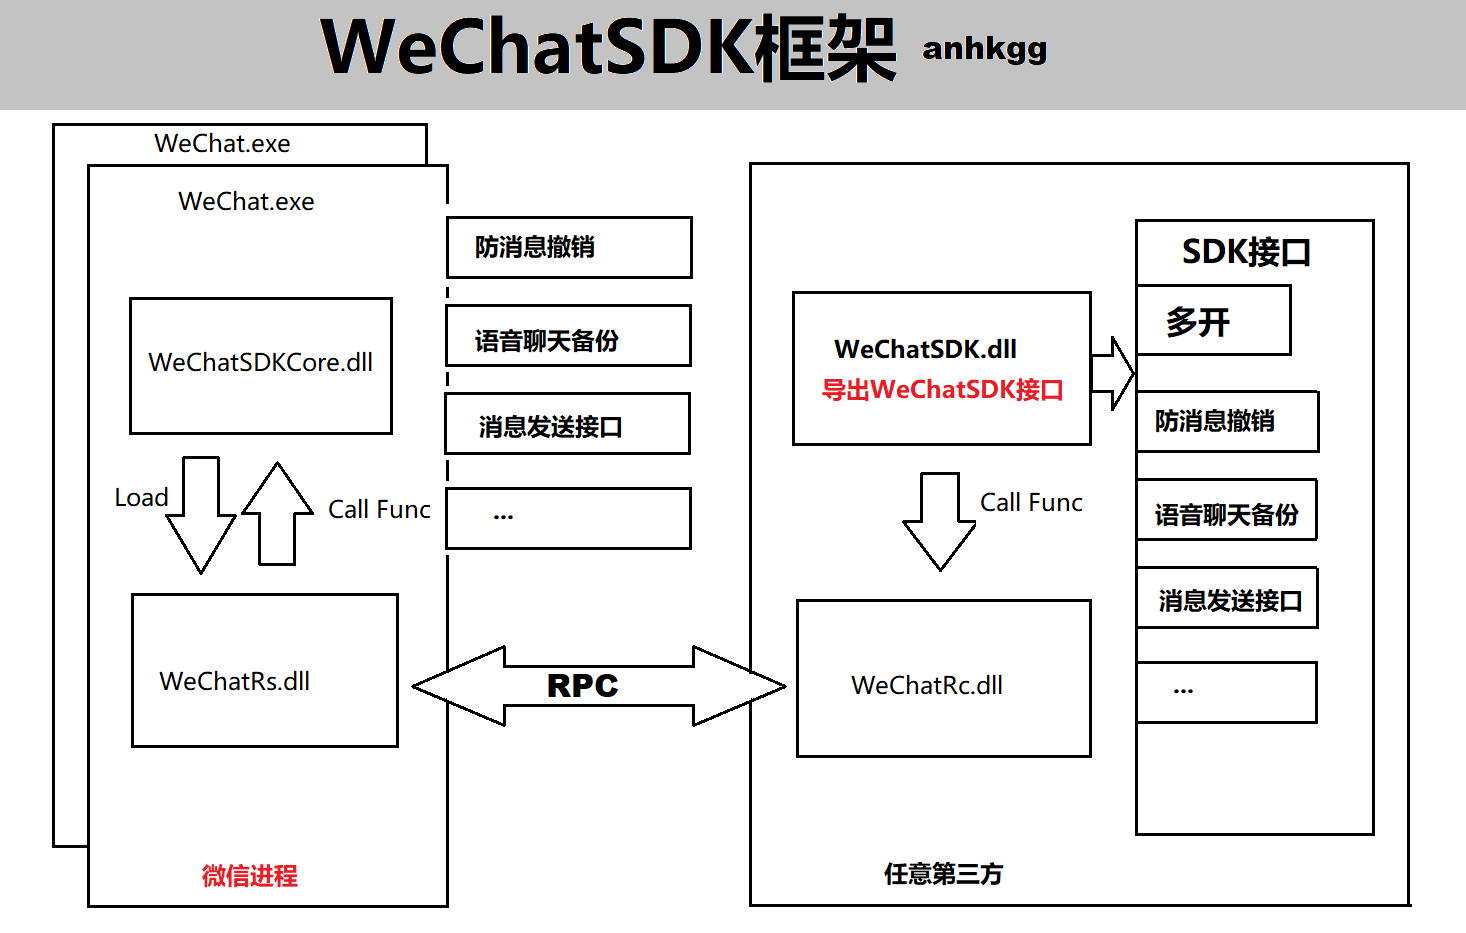 WeChatSDK框架 anhkgg
WeChat.exe
WeChat.exe
WeChatSDKCore.dll
Load
Call Func
WeChatRs.dll
微信进程
防消息撤销
语音聊天备份
消息发送接口
...
RPC
WeChatSDK.dll
导出WeChatSDK接口
Call Func
WeChatRc.dll
任意第三方
SDK接口
多开
防消息撤销
语音聊天备份
消息发送接口
...